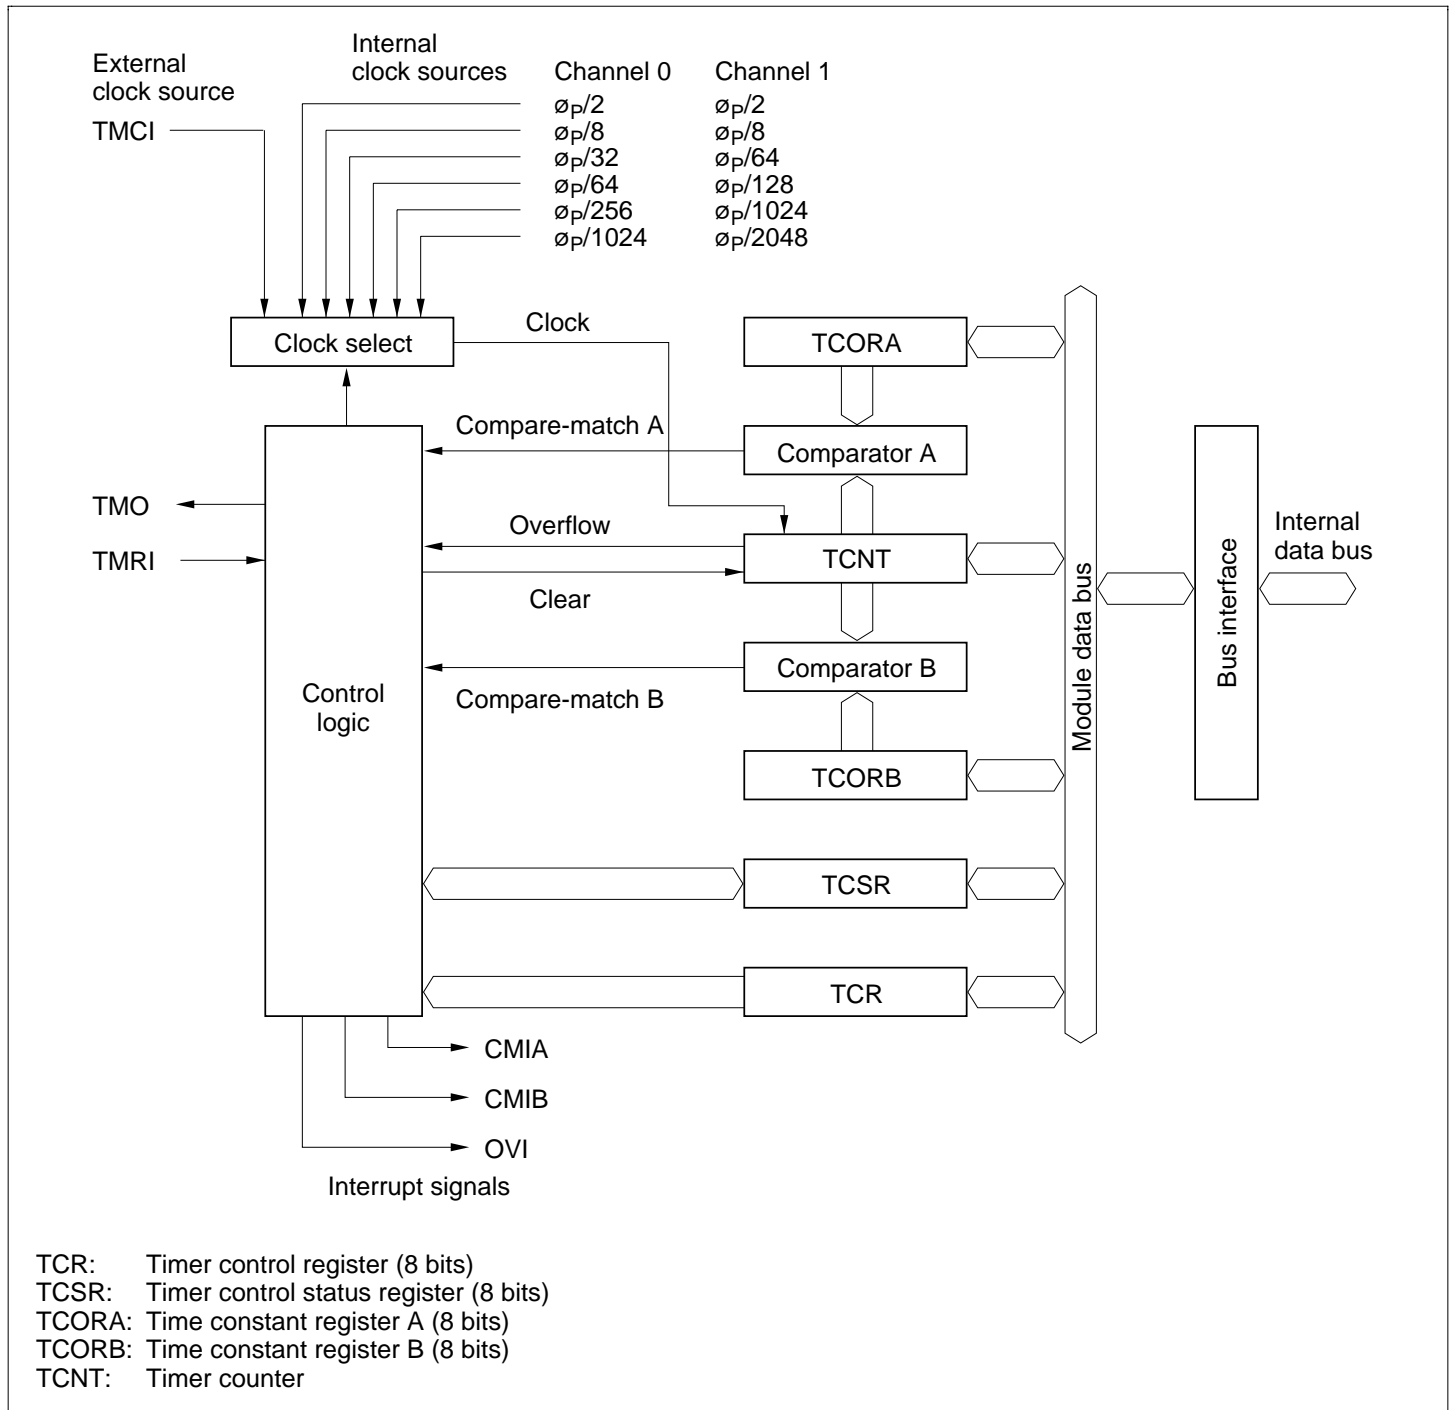 External
clock source
TMCI
Internal
clock sources
Channel 0 Channel 1
øP/2 øP/2
øP/8 øP/8
øP/32 øP/64
øP/64 øP/128
øP/256 øP/1024
øP/1024 øP/2048
Clock select
Clock
TCORA
Compare-match A
Comparator A
TMO
TMRI
Overflow
TCNT
Clear
Control
logic
Comparator B
Compare-match B
TCORB
TCSR
TCR
Module data bus
Bus interface
Internal
data bus
CMIA
CMIB
OVI
Interrupt signals
TCR: Timer control register (8 bits)
TCSR: Timer control status register (8 bits)
TCORA: Time constant register A (8 bits)
TCORB: Time constant register B (8 bits)
TCNT: Timer counter